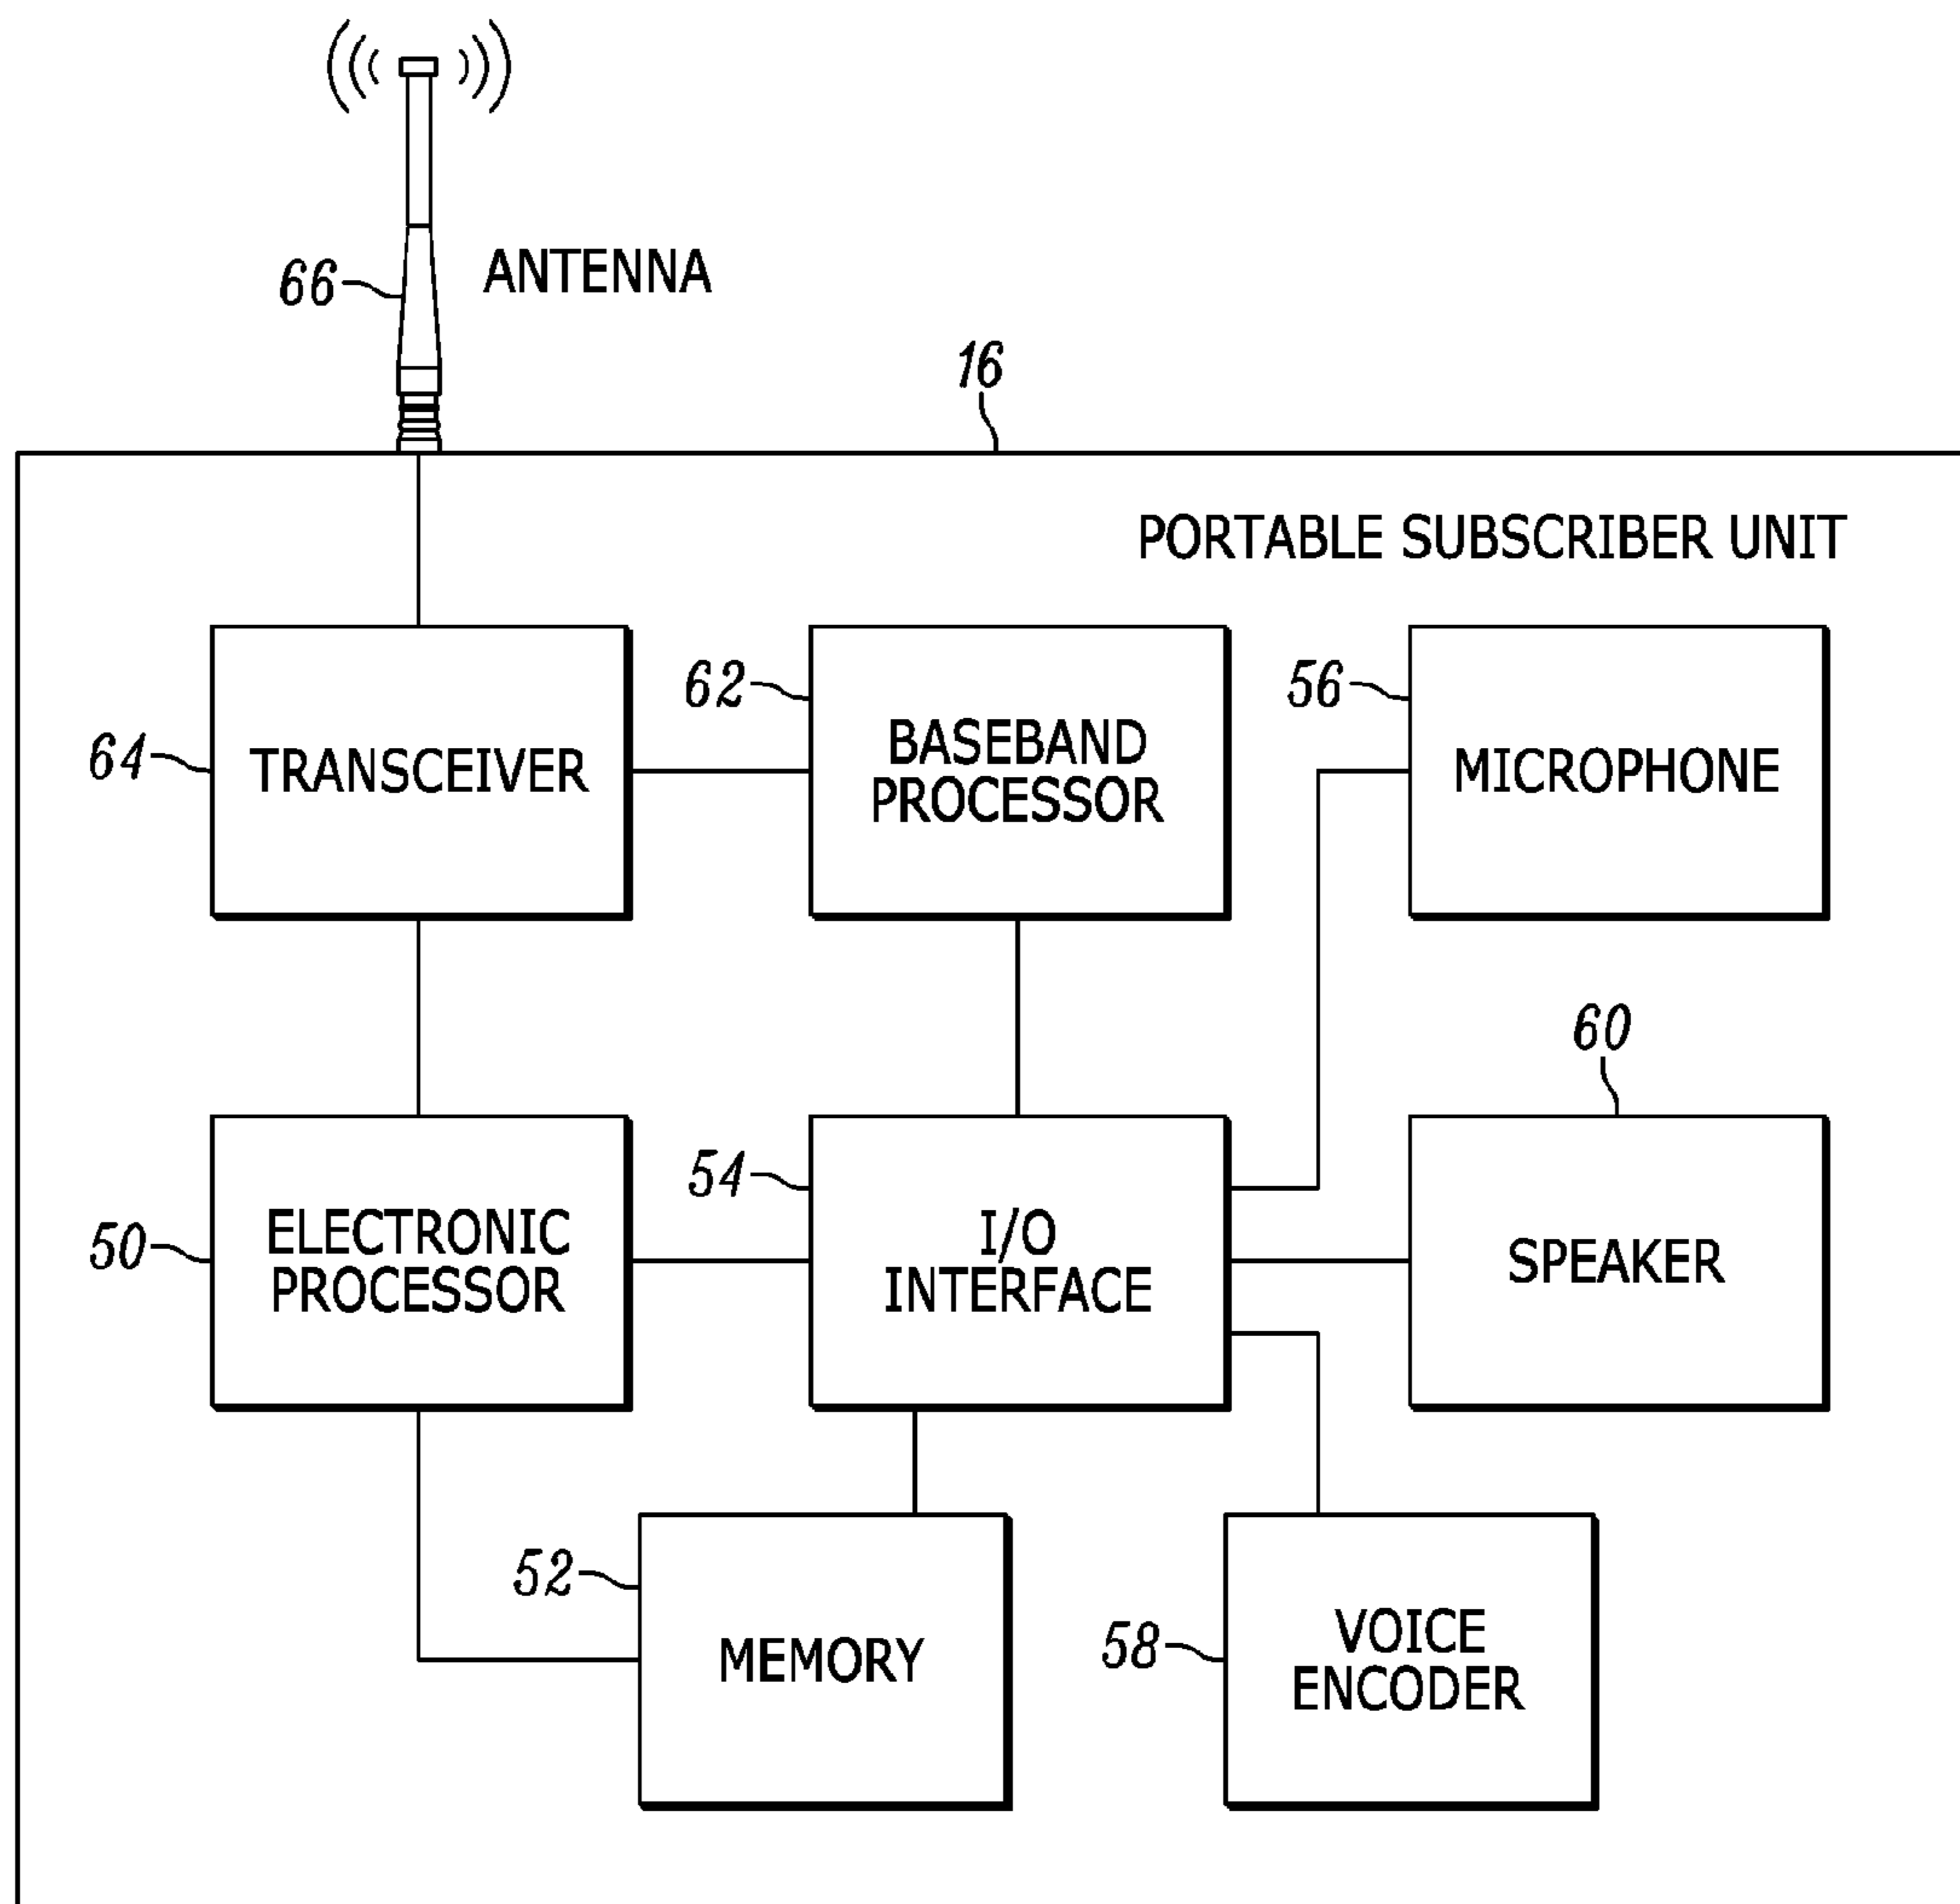 66
ANTENNA
16
PORTABLE SUBSCRIBER UNIT
64
TRANSCEIVER
62
BASEBAND
PROCESSOR
56
MICROPHONE
50
ELECTRONIC
PROCESSOR
54
I/O
INTERFACE
60
SPEAKER
52
MEMORY
58
VOICE
ENCODER